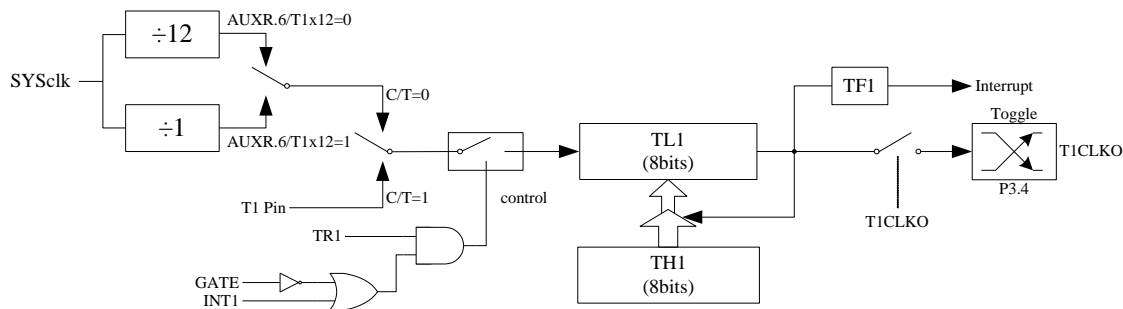 AUXR.6/T1x12=0
÷12
SYSclk
÷1
AUXR.6/T1x12=1
C/T=0
C/T=1
T1 Pin
control
TR1
GATE
INT1
TL1
(8bits)
TH1
(8bits)
TF1
Interrupt
Toggle
T1CLKO
P3.4
T1CLKO